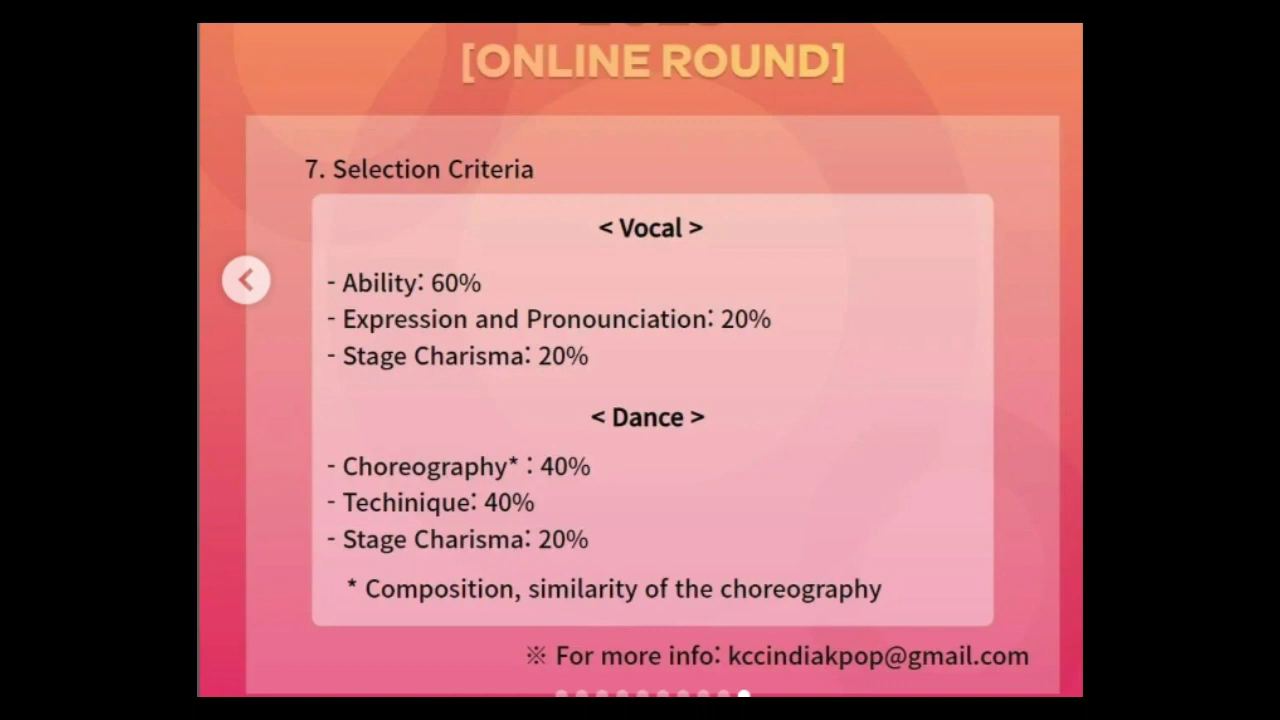 [ONLINE ROUND]
7. Selection Criteria
< Vocal >
- Ability: 60%
- Expression and Pronounciation: 20%
- Stage Charisma: 20%
< Dance >
- Choreography* : 40%
- Techinique: 40%
- Stage Charisma: 20%
* Composition, similarity of the choreography
※ For more info: kccindiakpop@gmail.com